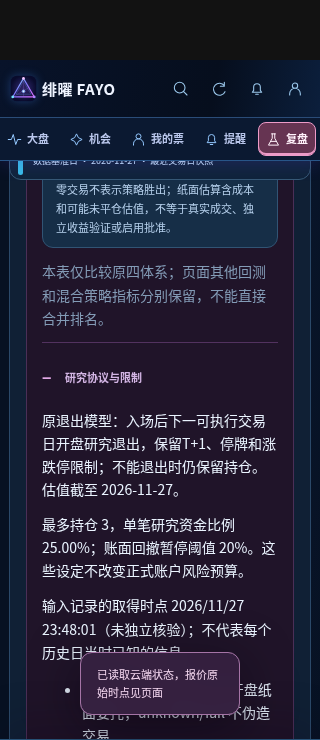 绯曜 FAYO
大盘 机会 我的票 提醒 复盘
零交易不表示策略胜出；纸面估算含成本
和可能未平仓估值，不等于真实成交、独
立收益验证或启用批准。
本表仅比较原四体系；页面其他回测
和混合策略指标分别保留，不能直接
合并排名。
— 研究协议与限制
原退出模型：入场后下一可执行交易
日开盘研究退出，保留T+1、停牌和涨
跌停限制；不能退出时仍保留持仓。
估值截至 2026-11-27。
最多持仓 3，单笔研究资金比例
25.00%；账面回撤暂停阈值 20%。这
些设定不改变正式账户风险预算。
输入记录的取得时点 2026/11/27
23:48:01（未独立核验）；不代表每个
历史日
已读取云端状态，报价原
始时点见页面
开盘纸
不伪造
交易